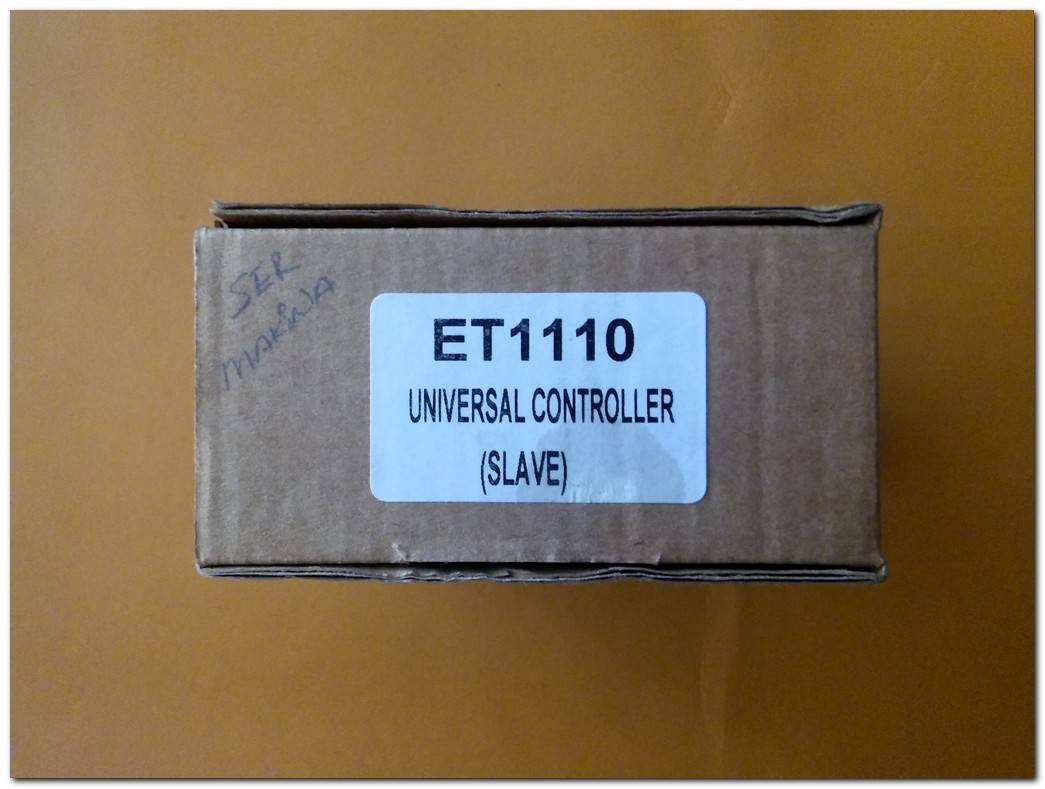 SER
MAKİNA
ET1110
UNIVERSAL CONTROLLER
(SLAVE)